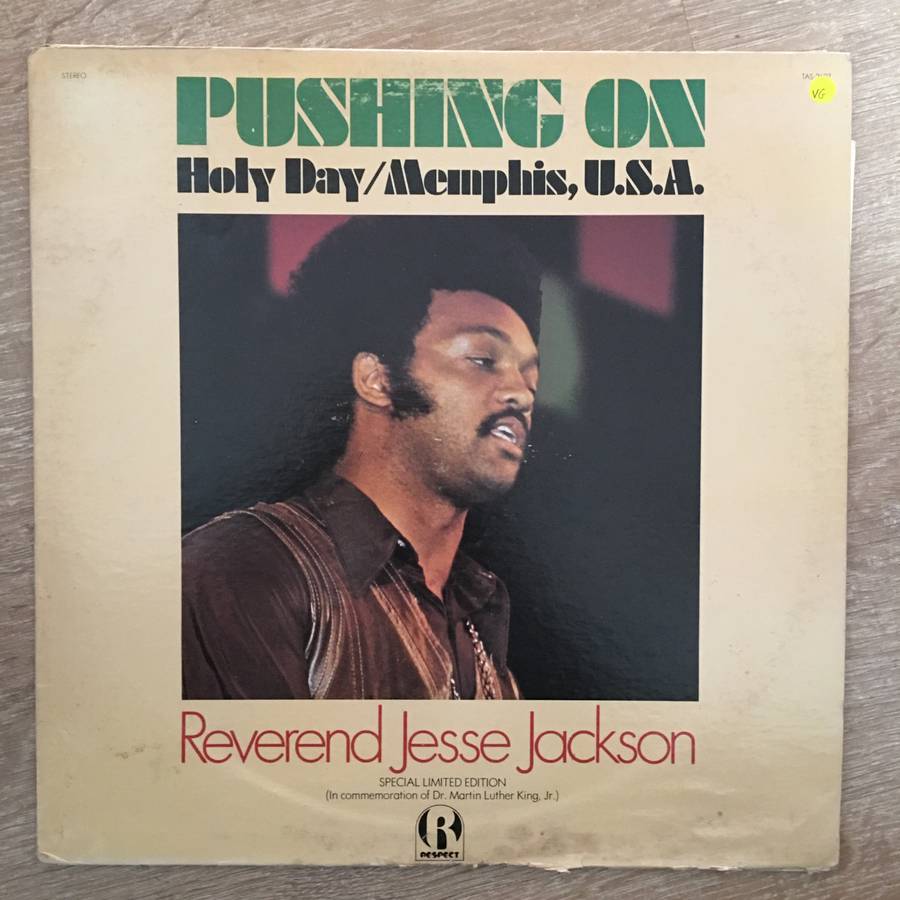 STEREO
TAS-
VG
PUSHING ON
Holy Day/Memphis, U.S.A.
Reverend Jesse Jackson
SPECIAL LIMITED EDITION
(In commemoration of Dr. Martin Luther King, Jr.)
R
RESPECT